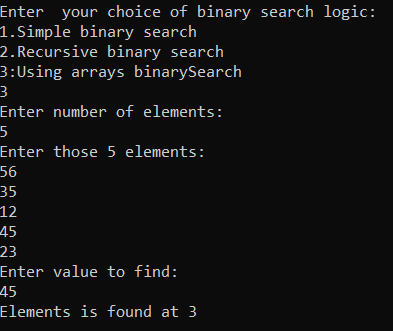 Enter  your choice of binary search logic:
1.Simple binary search
2.Recursive binary search
3:Using arrays binarySearch
3
Enter number of elements:
5
Enter those 5 elements:
56
35
12
45
23
Enter value to find:
45
Elements is found at 3